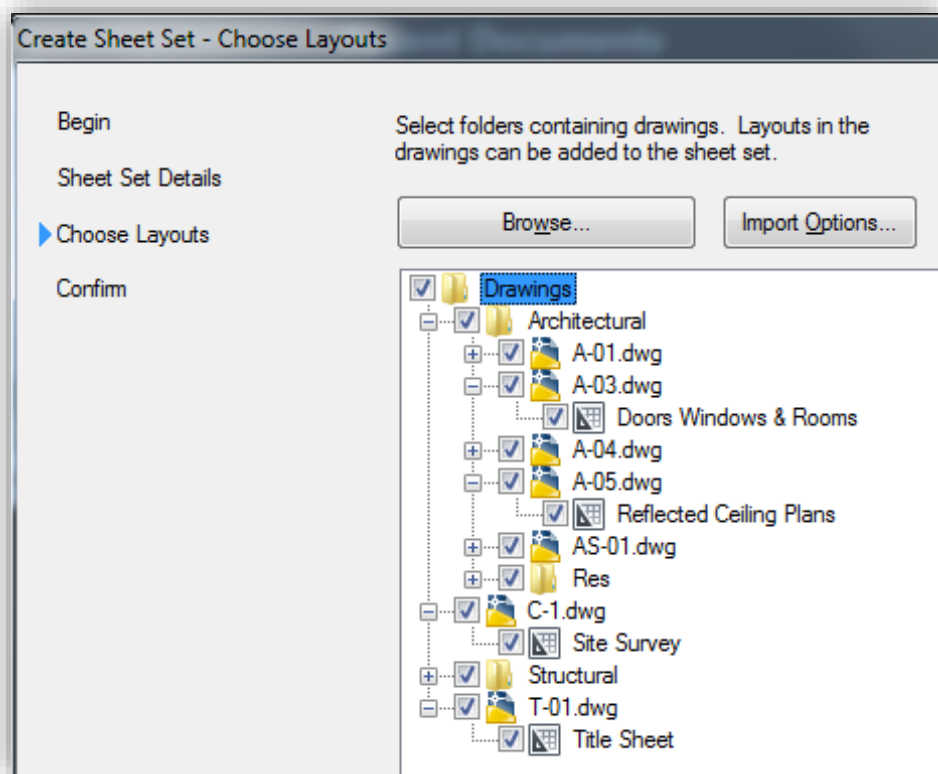 Create Sheet Set - Choose Layouts
Begin
Sheet Set Details
Choose Layouts
Confirm
Select folders containing drawings. Layouts in the
drawings can be added to the sheet set.
Browse...
Import Options...
Drawings
Architectural
A-01.dwg
A-03.dwg
Doors Windows & Rooms
A-04.dwg
A-05.dwg
Reflected Ceiling Plans
AS-01.dwg
Res
C-1.dwg
Site Survey
Structural
T-01.dwg
Title Sheet